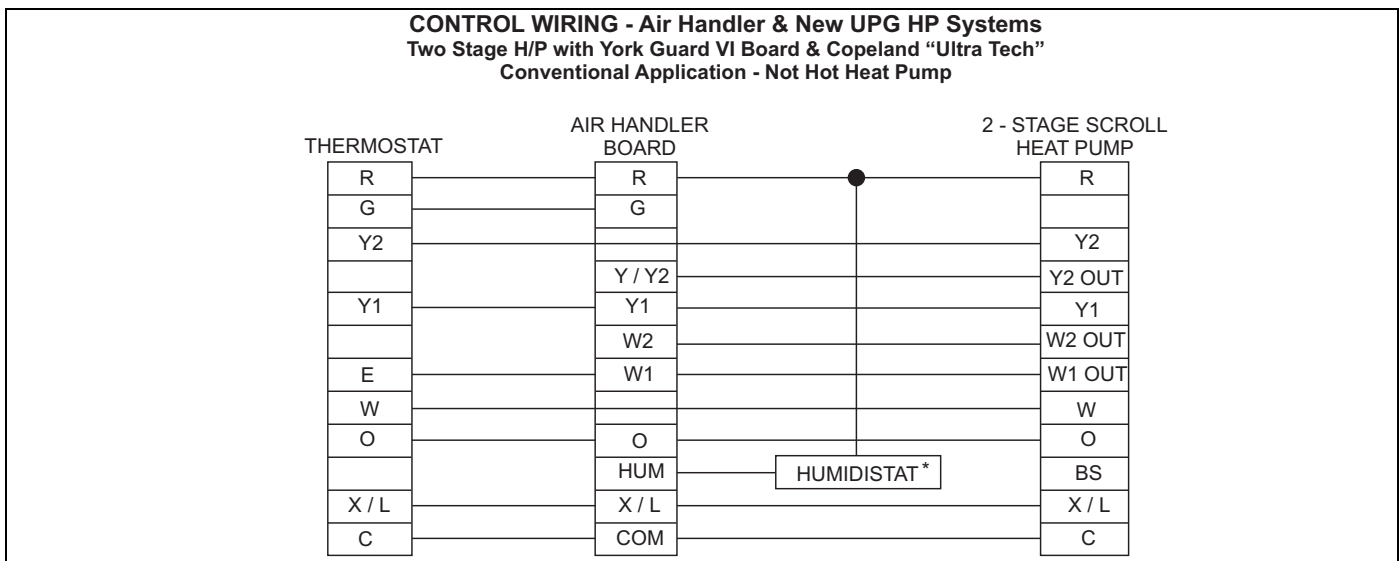 CONTROL WIRING - Air Handler & New UPG HP Systems
Two Stage H/P with York Guard VI Board & Copeland “Ultra Tech”
Conventional Application - Not Hot Heat Pump
THERMOSTAT
AIR HANDLER
BOARD
2 - STAGE SCROLL
HEAT PUMP
R R R
G G
Y2 Y2
Y / Y2 Y2 OUT
Y1 Y1 Y1
W2 W2 OUT
E W1 W1 OUT
W W
O O O
HUM HUMIDISTAT* BS
X / L X / L X / L
C COM C